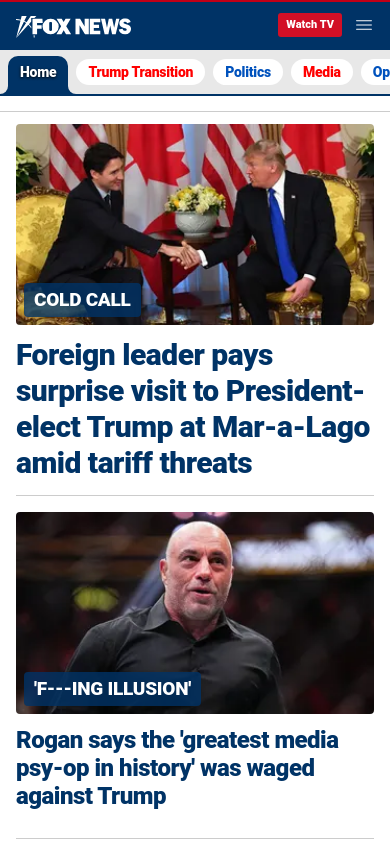 FOX NEWS
Watch TV
Home
Trump Transition
Politics
Media
Op
COLD CALL
Foreign leader pays
surprise visit to President-
elect Trump at Mar-a-Lago
amid tariff threats
'F---ING ILLUSION'
Rogan says the 'greatest media
psy-op in history' was waged
against Trump